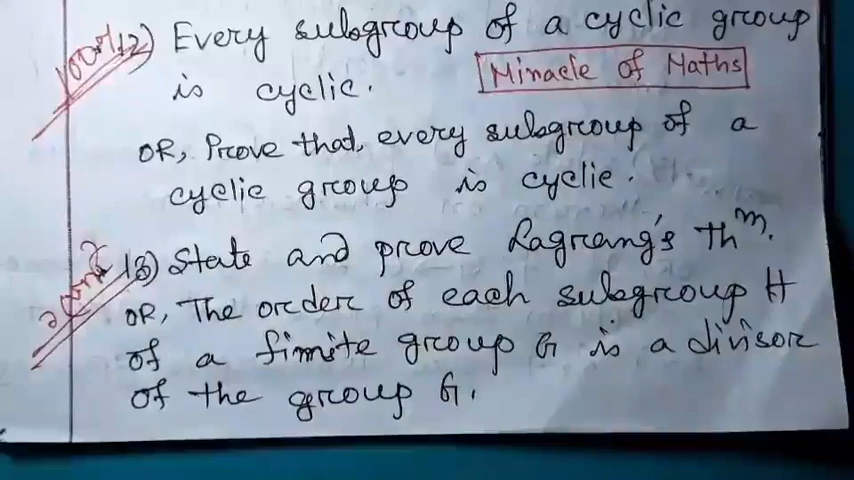 100% 12) Every subgroup of a cyclic group
is cyclic.
Miracle of Maths
OR, Prove that, every subgroup of a
cyclic group is cyclic.
13) State and prove Lagrang's Thm.
OR, The order of each subgroup H
of a finite group G is a divisor
of the group G.